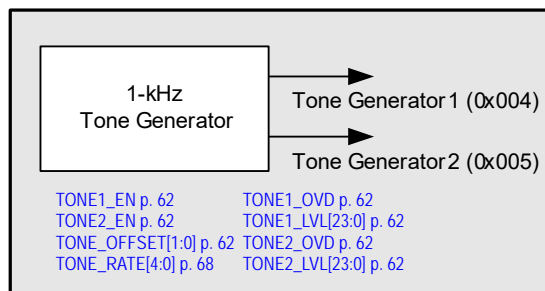 1-kHz
Tone Generator
Tone Generator 1 (0x004)
Tone Generator 2 (0x005)
TONE1_EN p. 62
TONE2_EN p. 62
TONE_OFFSET[1:0] p. 62
TONE_RATE[4:0] p. 68
TONE1_OVD p. 62
TONE1_LVL[23:0] p. 62
TONE2_OVD p. 62
TONE2_LVL[23:0] p. 62